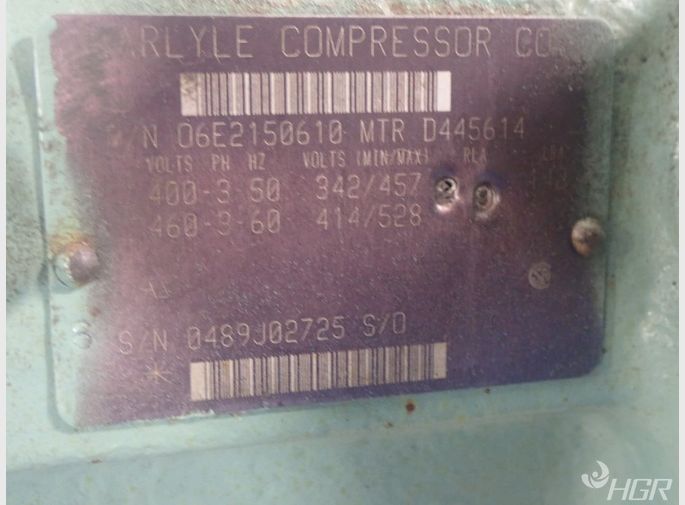 ARLYLE COMPRESSOR CO
/N 06E2150610 MTR D445614
VOLTS PH HZ VOLTS (MIN/MAX) RLA
400-3-50 342/457
460-3-60 414/528
S/N 0489J02725 S/O
*
HGR